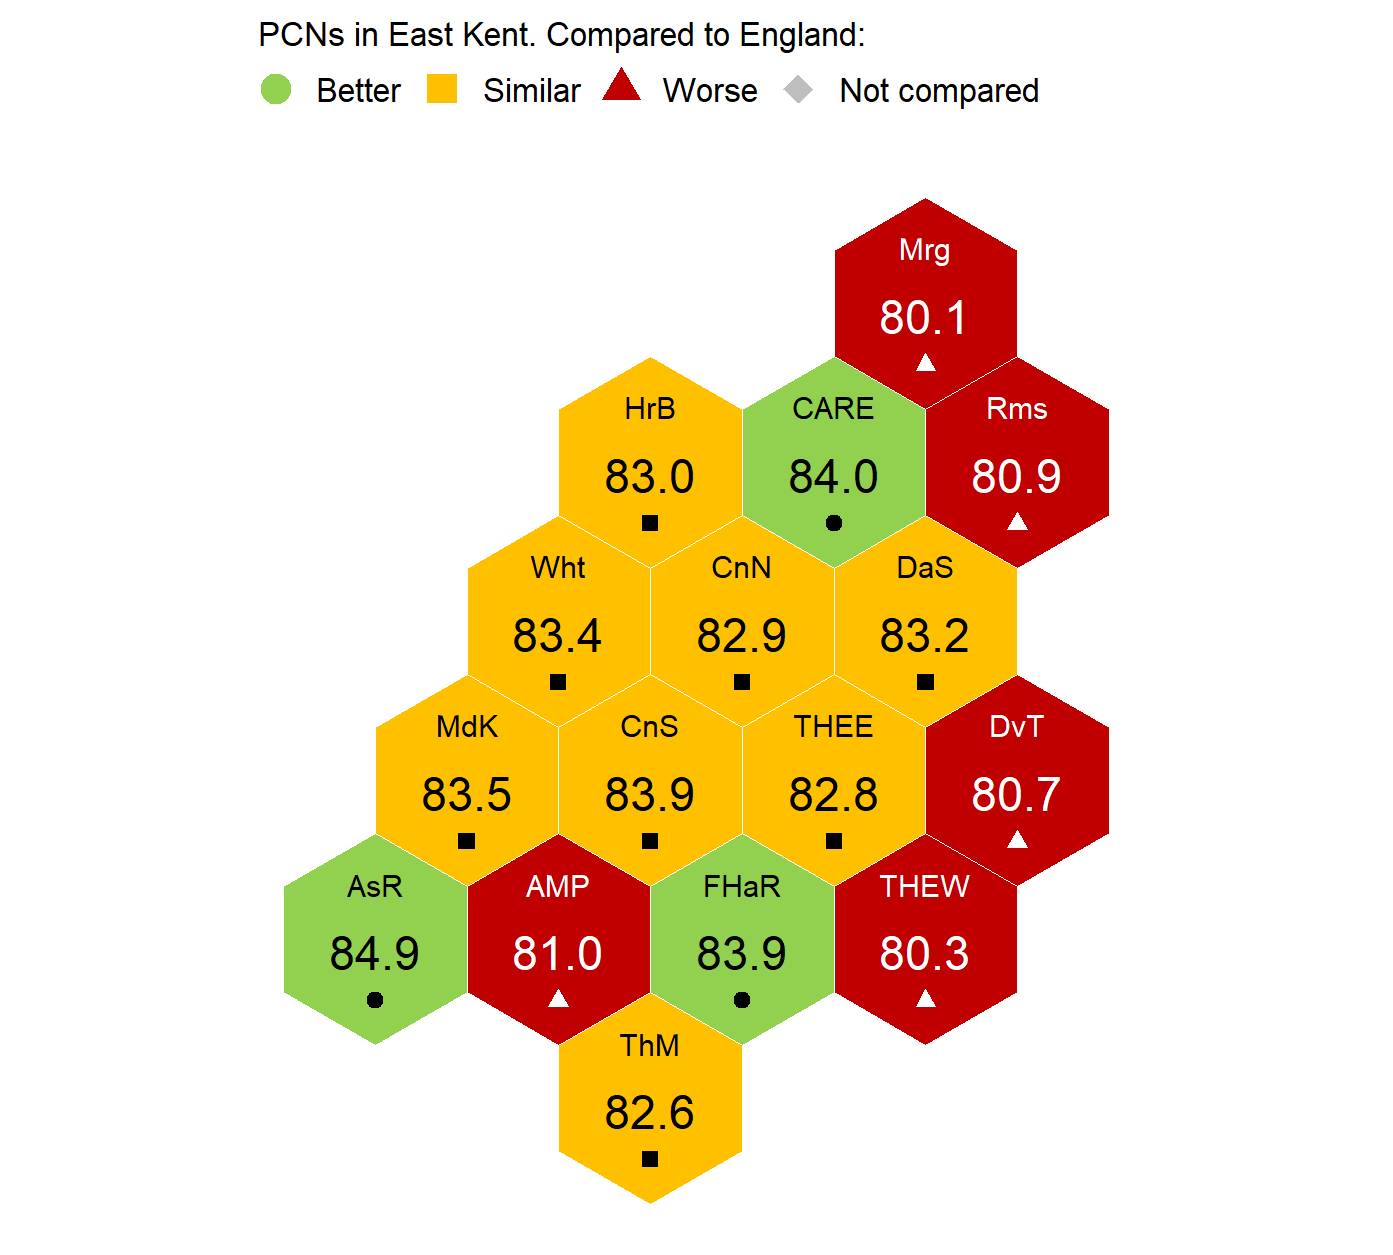 PCNs in East Kent. Compared to England:
Better Similar Worse Not compared
Mrg
80.1
HrB CARE Rms
83.0 84.0 80.9
Wht CnN DaS
83.4 82.9 83.2
MdK CnS THEE DvT
83.5 83.9 82.8 80.7
AsR AMP FHaR THEW
84.9 81.0 83.9 80.3
ThM
82.6